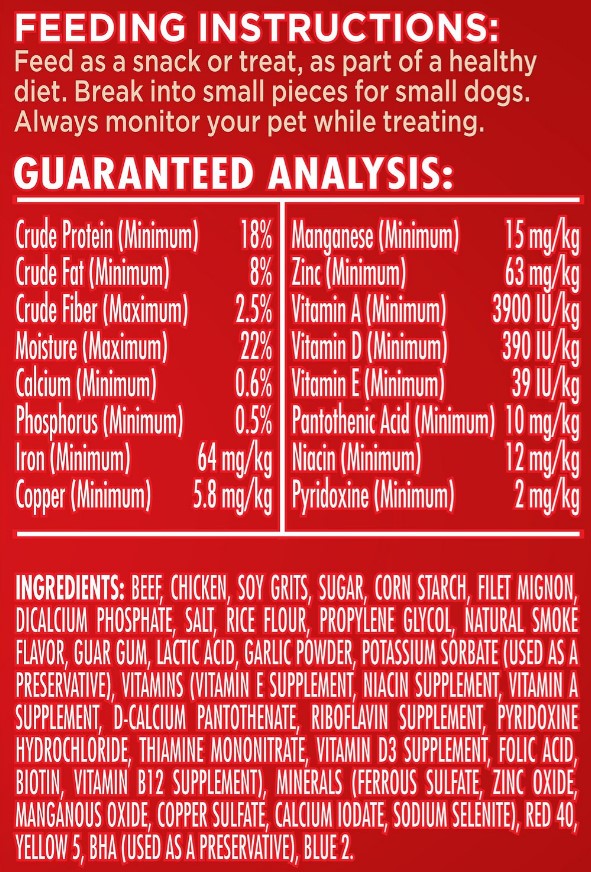 FEEDING INSTRUCTIONS:
Feed as a snack or treat, as part of a healthy
diet. Break into small pieces for small dogs.
Always monitor your pet while treating.
GUARANTEED ANALYSIS:
Crude Protein (Minimum) 18%
Crude Fat (Minimum) 8%
Crude Fiber (Maximum) 2.5%
Moisture (Maximum) 22%
Calcium (Minimum) 0.6%
Phosphorus (Minimum) 0.5%
Iron (Minimum) 64 mg/kg
Copper (Minimum) 5.8 mg/kg
Manganese (Minimum) 15 mg/kg
Zinc (Minimum) 63 mg/kg
Vitamin A (Minimum) 3900 IU/kg
Vitamin D (Minimum) 390 IU/kg
Vitamin E (Minimum) 39 IU/kg
Pantothenic Acid (Minimum) 10 mg/kg
Niacin (Minimum) 12 mg/kg
Pyridoxine (Minimum) 2 mg/kg
INGREDIENTS: BEEF, CHICKEN, SOY GRITS, SUGAR, CORN STARCH, FILET MIGNON,
DICALCIUM PHOSPHATE, SALT, RICE FLOUR, PROPYLENE GLYCOL, NATURAL SMOKE
FLAVOR, GUAR GUM, LACTIC ACID, GARLIC POWDER, POTASSIUM SORBATE (USED AS A
PRESERVATIVE), VITAMINS (VITAMIN E SUPPLEMENT, NIACIN SUPPLEMENT, VITAMIN A
SUPPLEMENT, D-CALCIUM PANTOTHENATE, RIBOFLAVIN SUPPLEMENT, PYRIDOXINE
HYDROCHLORIDE, THIAMINE MONONITRATE, VITAMIN D3 SUPPLEMENT, FOLIC ACID,
BIOTIN, VITAMIN B12 SUPPLEMENT), MINERALS (FERROUS SULFATE, ZINC OXIDE,
MANGANOUS OXIDE, COPPER SULFATE, CALCIUM IODATE, SODIUM SELENITE), RED 40,
YELLOW 5, BHA (USED AS A PRESERVATIVE), BLUE 2.